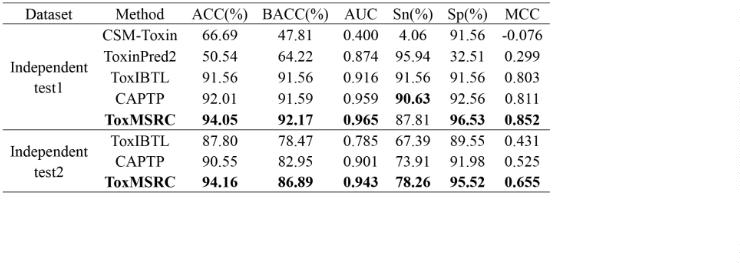 Dataset Method ACC(%) BACC(%) AUC Sn(%) Sp(%) MCC
Independent test1
CSM-Toxin 66.69 47.81 0.400 4.06 91.56 -0.076
ToxinPred2 50.54 64.22 0.874 95.94 32.51 0.299
ToxIBTL 91.56 91.56 0.916 91.56 91.56 0.803
CAPTP 92.01 91.59 0.959 90.63 92.56 0.811
ToxMSRC 94.05 92.17 0.965 87.81 96.53 0.852
Independent test2
ToxIBTL 87.80 78.47 0.785 67.39 89.55 0.431
CAPTP 90.55 82.95 0.901 73.91 91.98 0.525
ToxMSRC 94.16 86.89 0.943 78.26 95.52 0.655